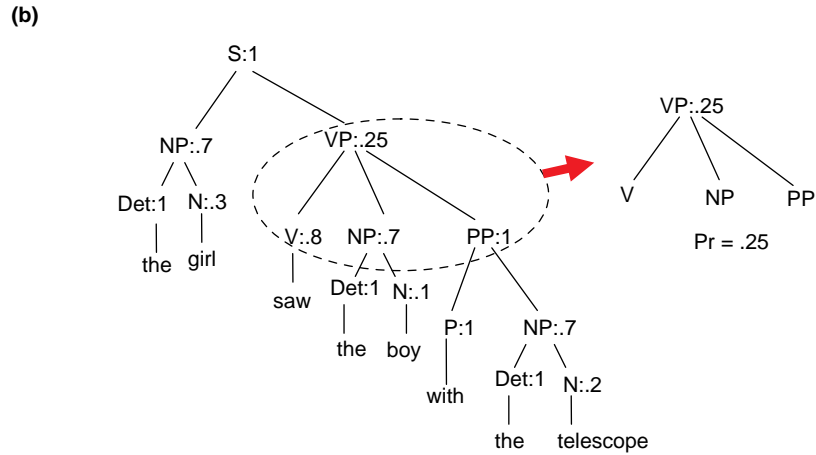 (b)
S:1
NP:.7
VP:.25
VP:.25
Det:1 N:.3
V NP PP
the girl
V:.8 NP:.7 PP:1
Pr = .25
saw
Det:1 N:.1
the boy
P:1 NP:.7
with
Det:1 N:.2
the telescope